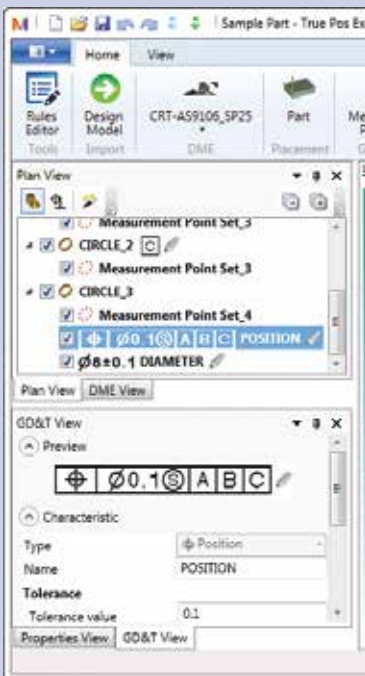 Sample Part - True Pos Ex
Home View
Rules Editor
Design Model
CRT-AS9106_SP25
Part
Me
P
Tools
Import
DME
Placement
G
Plan View
Measurement Point Set_3
CIRCLE_2 C
Measurement Point Set_3
CIRCLE_3
Measurement Point Set_4
⌖ Ø0.1Ⓢ A B C POSITION
Ø8±0.1 DIAMETER
Plan View DME View
GD&T View
Preview
⌖ Ø0.1Ⓢ A B C
Characteristic
Type ⌖ Position
Name POSITION
Tolerance
Tolerance value 0.1
Properties View GD&T View